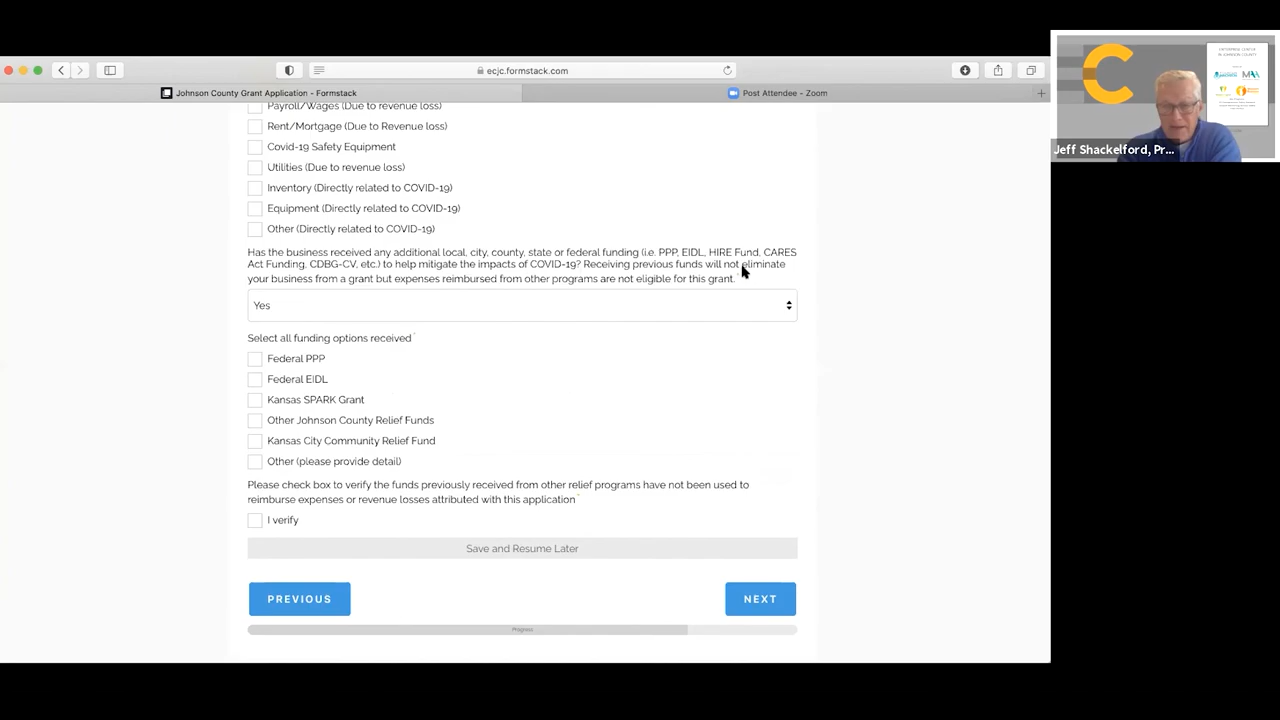 ecjc.formstack.com
Johnson County Grant Application - Formstack
Post Attendee - Zoom
Payroll/Wages (Due to revenue loss)
Rent/Mortgage (Due to Revenue loss)
Covid-19 Safety Equipment
Utilities (Due to revenue loss)
Inventory (Directly related to COVID-19)
Equipment (Directly related to COVID-19)
Other (Directly related to COVID-19)
Has the business received any additional local, city, county, state or federal funding (i.e. PPP, EIDL, HIRE Fund, CARES
Act Funding, CDBG-CV, etc.) to help mitigate the impacts of COVID-19? Receiving previous funds will not eliminate
your business from a grant but expenses reimbursed from other programs are not eligible for this grant.
Yes
Select all funding options received
Federal PPP
Federal EIDL
Kansas SPARK Grant
Other Johnson County Relief Funds
Kansas City Community Relief Fund
Other (please provide detail)
Please check box to verify the funds previously received from other relief programs have not been used to
reimburse expenses or revenue losses attributed with this application
I verify
Save and Resume Later
PREVIOUS
NEXT
Progress
ENTERPRISE CENTER
IN JOHNSON COUNTY
Jeff Shackelford, Pr...